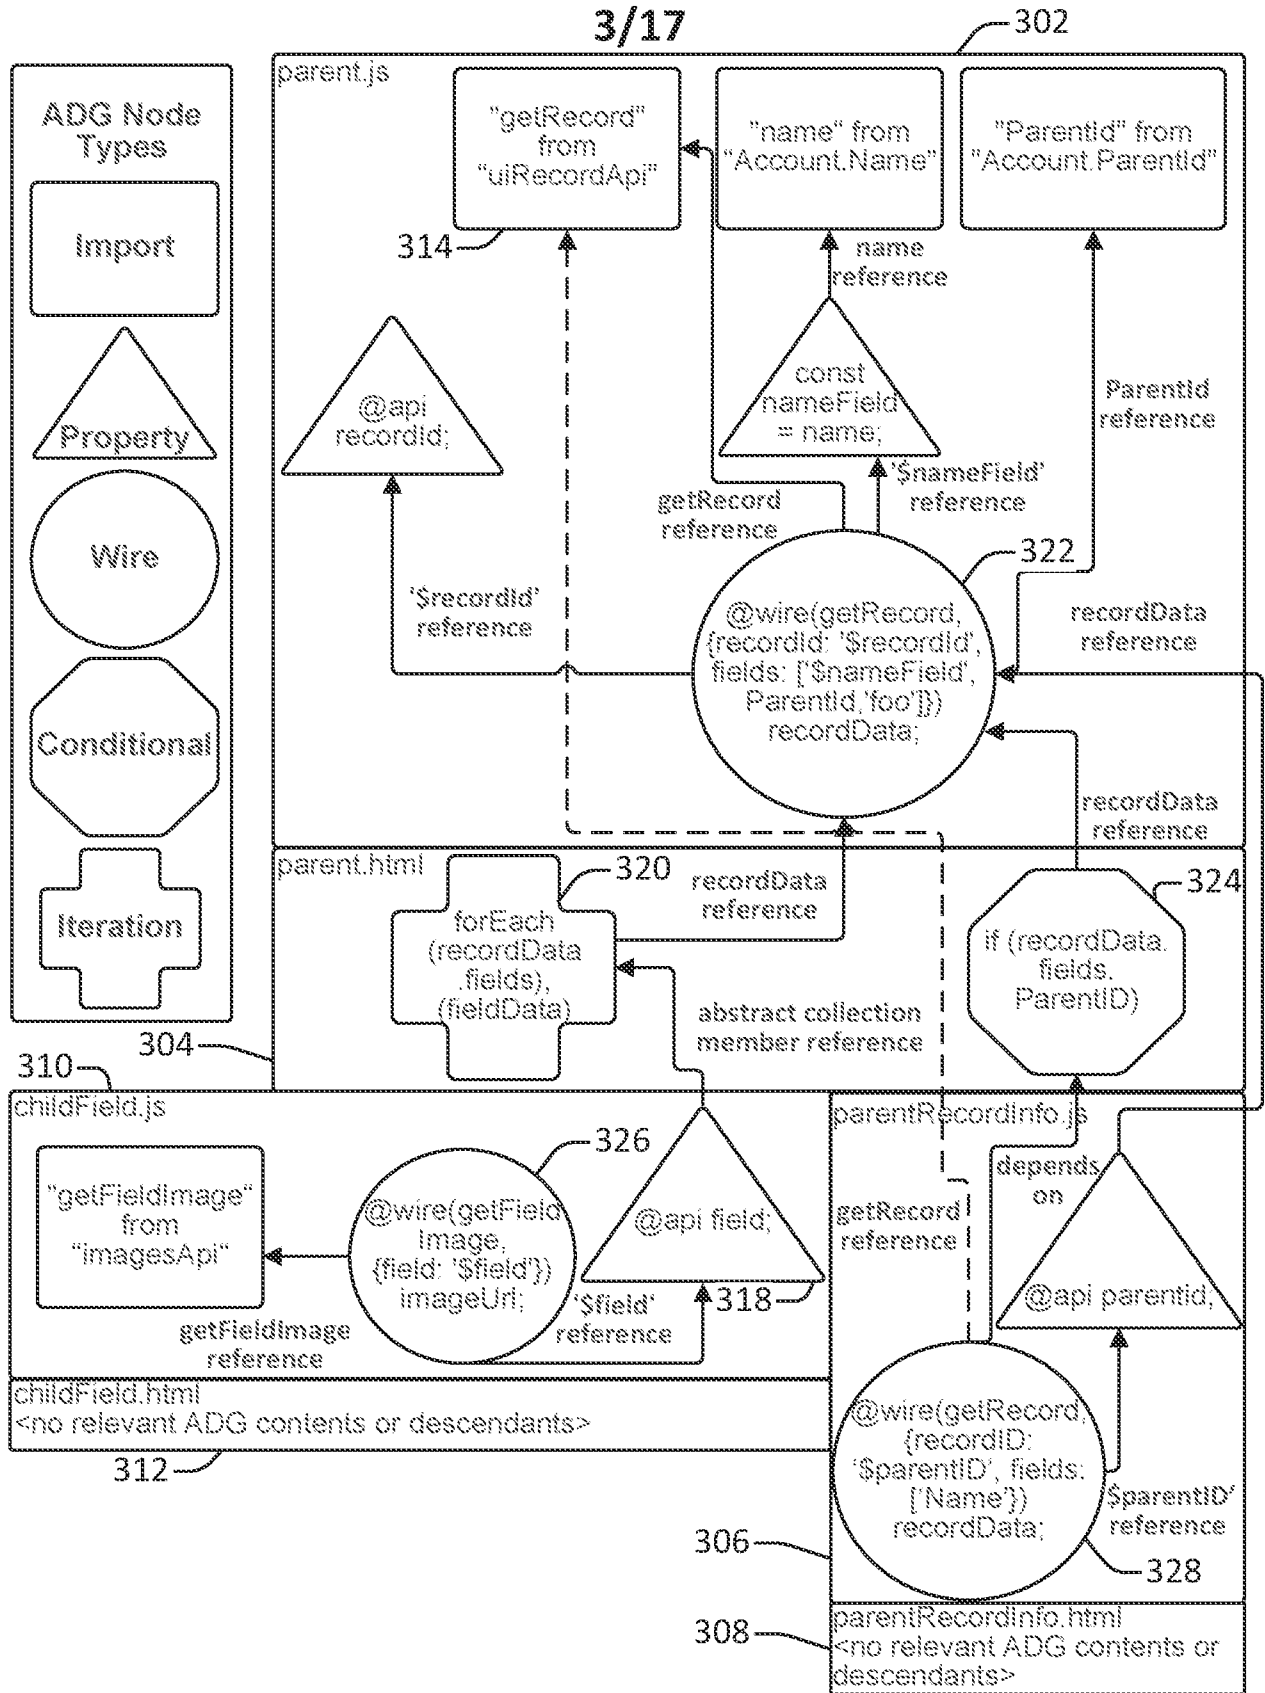 3/17
302
ADG Node
Types
Import
Property
Wire
Conditional
Iteration
parent.js
"getRecord"
from
"uiRecordApi"
314
"name" from
"Account.Name"
"ParentId" from
"Account.ParentId"
name
reference
@api
recordId;
const
nameField
= name;
ParentId
reference
'$nameField'
reference
getRecord
reference
322
'$recordId'
reference
@wire(getRecord,
{recordId: '$recordId',
fields: ['$nameField',
ParentId,'foo']})
recordData;
recordData
reference
recordData
reference
parent.html
320
recordData
reference
324
forEach
(recordData
.fields),
(fieldData)
if (recordData.
fields.
ParentID)
abstract collection
member reference
304
310
childField.js
"getFieldImage"
from
"imagesApi"
326
@wire(getField
Image,
{field: '$field'})
imageUrl;
@api field;
318
'$field'
reference
getFieldImage
reference
childField.html
<no relevant ADG contents or descendants>
312
parentRecordInfo.js
depends
on
getRecord
reference
@api parentid;
@wire(getRecord,
{recordID:
'$parentID', fields:
['Name'})
recordData;
$parentID'
reference
306
328
308
parentRecordInfo.html
<no relevant ADG contents or
descendants>